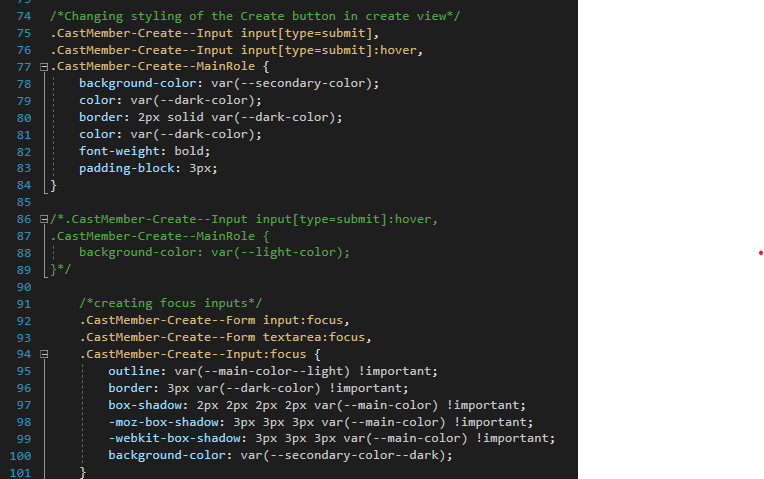 74 /*Changing styling of the Create button in create view*/
75 .CastMember-Create--Input input[type=submit],
76 .CastMember-Create--Input input[type=submit]:hover,
77 .CastMember-Create--MainRole {
78 background-color: var(--secondary-color);
79 color: var(--dark-color);
80 border: 2px solid var(--dark-color);
81 color: var(--dark-color);
82 font-weight: bold;
83 padding-block: 3px;
84 }
85
86 /*.CastMember-Create--Input input[type=submit]:hover,
87 .CastMember-Create--MainRole {
88 background-color: var(--light-color);
89 }*/
90
91 /*creating focus inputs*/
92 .CastMember-Create--Form input:focus,
93 .CastMember-Create--Form textarea:focus,
94 .CastMember-Create--Input:focus {
95 outline: var(--main-color--light) !important;
96 border: 3px var(--dark-color) !important;
97 box-shadow: 2px 2px 2px 2px var(--main-color) !important;
98 -moz-box-shadow: 3px 3px 3px var(--main-color) !important;
99 -webkit-box-shadow: 3px 3px 3px var(--main-color) !important;
100 background-color: var(--secondary-color--dark);
101 }